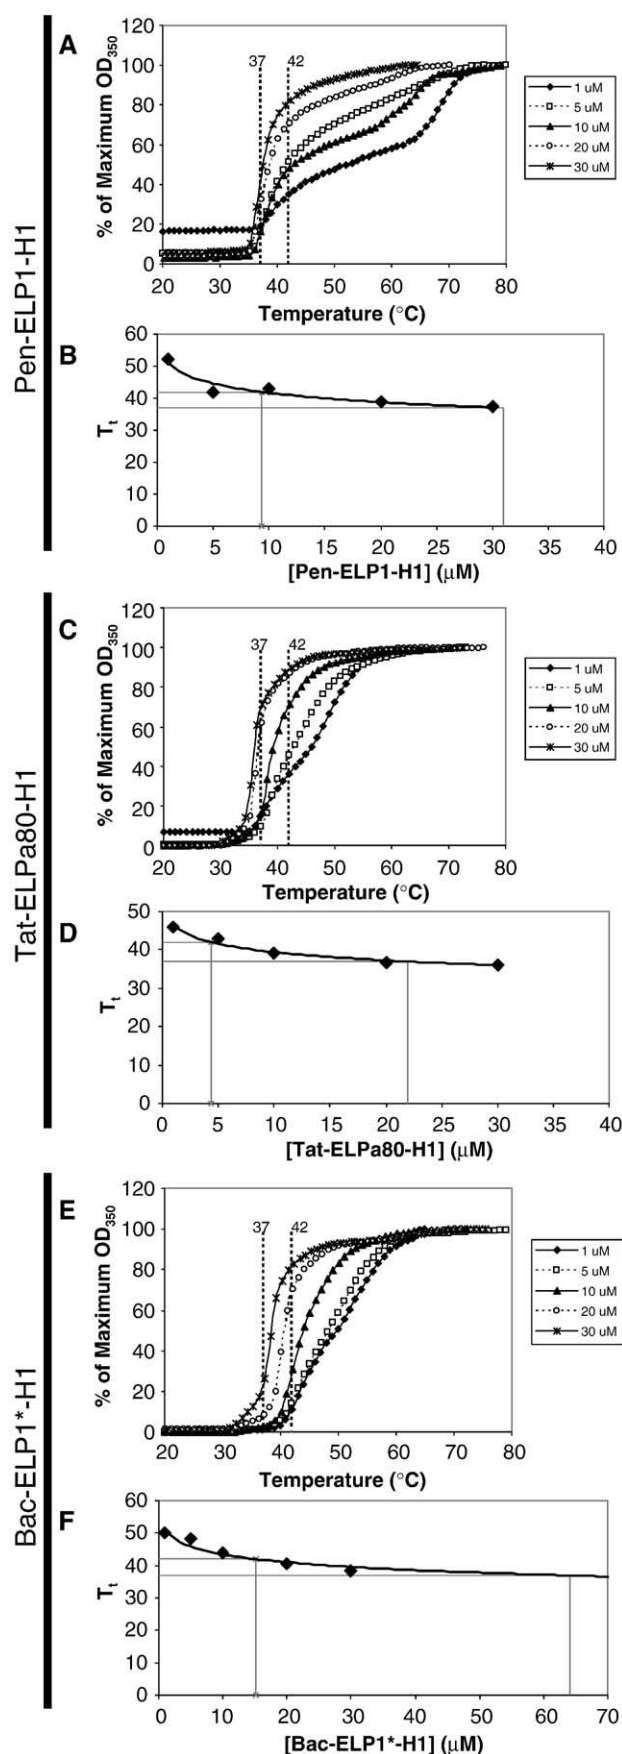 Pen-ELP1-H1
A
% of Maximum OD350
120
100
80
60
40
20
0
37
42
20 30 40 50 60 70 80
Temperature (°C)
1 uM
5 uM
10 uM
20 uM
30 uM
B
Tt
60
50
40
30
20
10
0
0 5 10 15 20 25 30 35 40
[Pen-ELP1-H1] (μM)
Tat-ELPa80-H1
C
% of Maximum OD350
120
100
80
60
40
20
0
37
42
20 30 40 50 60 70 80
Temperature (°C)
1 uM
5 uM
10 uM
20 uM
30 uM
D
Tt
50
40
30
20
10
0
0 5 10 15 20 25 30 35 40
[Tat-ELPa80-H1] (μM)
Bac-ELP1*-H1
E
% of Maximum OD350
120
100
80
60
40
20
0
37
42
20 30 40 50 60 70 80
Temperature (°C)
1 uM
5 uM
10 uM
20 uM
30 uM
F
Tt
60
50
40
30
20
10
0
0 10 20 30 40 50 60 70
[Bac-ELP1*-H1] (μM)